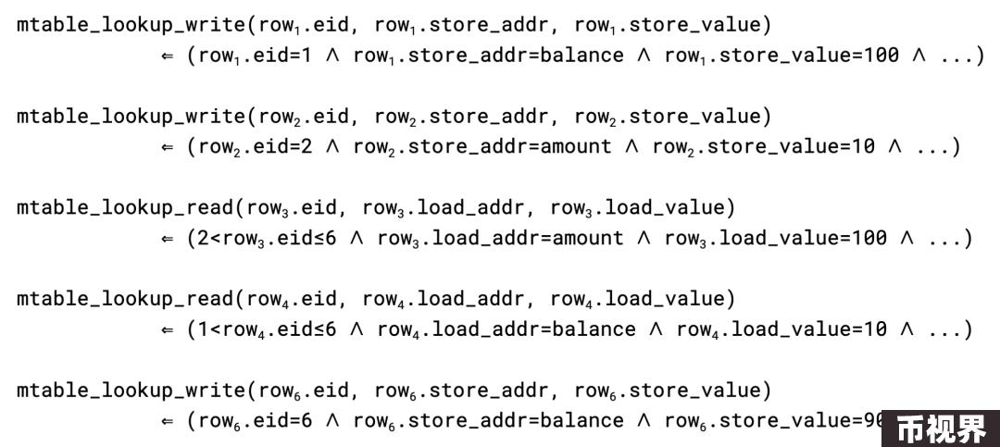 mtable_lookup_write(row₁.eid, row₁.store_addr, row₁.store_value)
⇐ (row₁.eid=1 ∧ row₁.store_addr=balance ∧ row₁.store_value=100 ∧ ...)
mtable_lookup_write(row₂.eid, row₂.store_addr, row₂.store_value)
⇐ (row₂.eid=2 ∧ row₂.store_addr=amount ∧ row₂.store_value=10 ∧ ...)
mtable_lookup_read(row₃.eid, row₃.load_addr, row₃.load_value)
⇐ (2<row₃.eid≤6 ∧ row₃.load_addr=amount ∧ row₃.load_value=100 ∧ ...)
mtable_lookup_read(row₄.eid, row₄.load_addr, row₄.load_value)
⇐ (1<row₄.eid≤6 ∧ row₄.load_addr=balance ∧ row₄.load_value=10 ∧ ...)
mtable_lookup_write(row₆.eid, row₆.store_addr, row₆.store_value)
⇐ (row₆.eid=6 ∧ row₆.store_addr=balance ∧ row₆.store_value=90
币视界